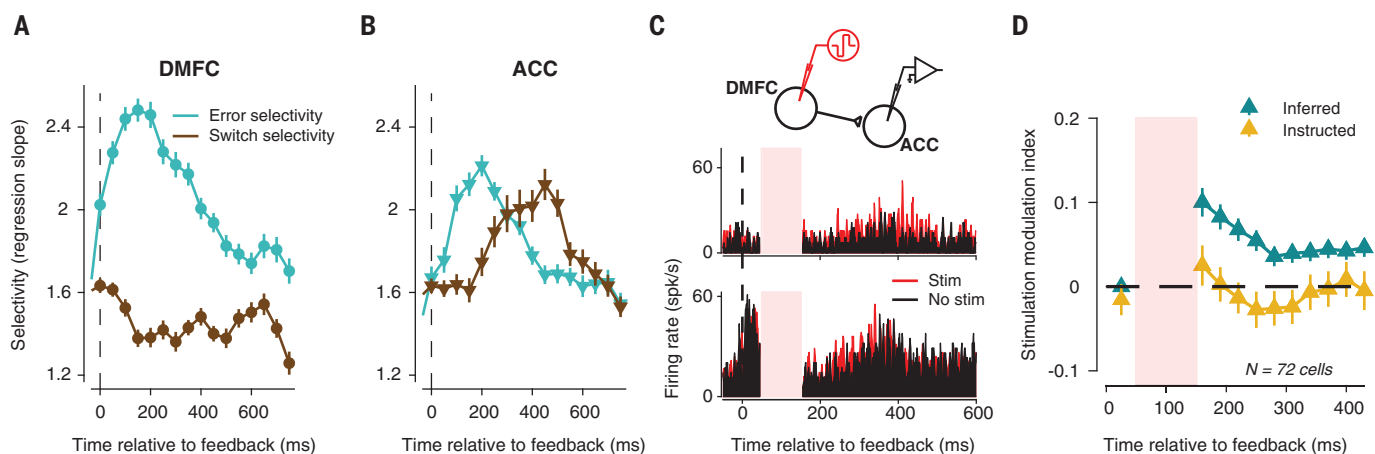 A
DMFC
Selectivity (regression slope)
2.4
2
1.6
1.2
Error selectivity
Switch selectivity
0
200
400
600
Time relative to feedback (ms)
B
ACC
2.4
2
1.6
1.2
0
200
400
600
Time relative to feedback (ms)
C
DMFC
ACC
60
0
Stim
No stim
60
0
Firing rate (spk/s)
0
200
400
600
Time relative to feedback (ms)
D
Inferred
Instructed
Stimulation modulation index
0.2
0.1
0
-0.1
N = 72 cells
0
100
200
300
400
Time relative to feedback (ms)